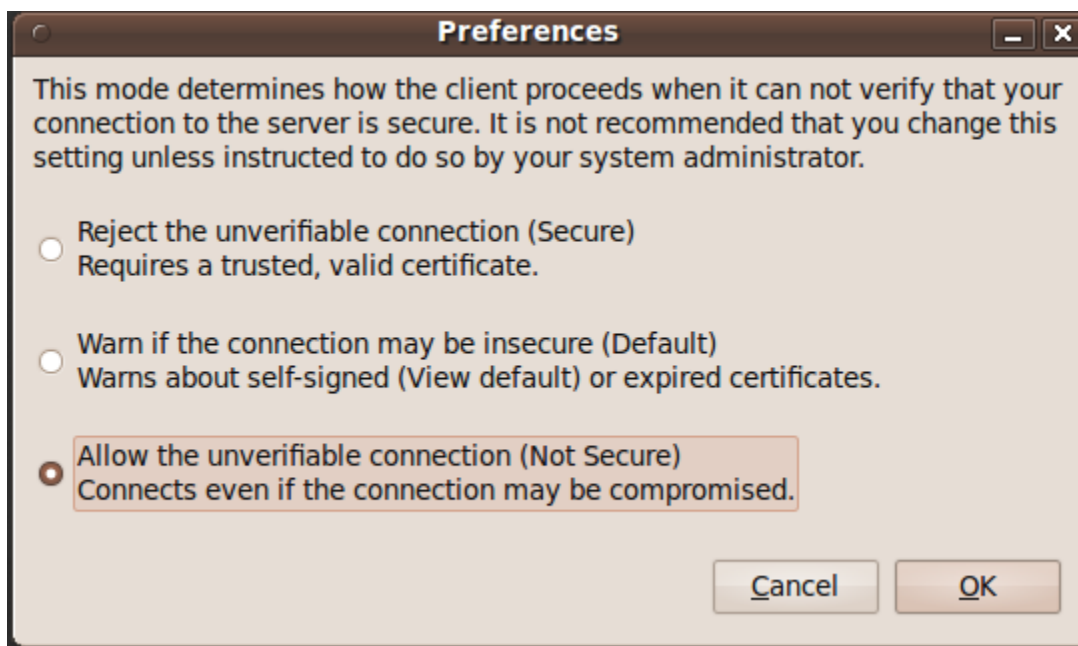 Preferences
This mode determines how the client proceeds when it can not verify that your
connection to the server is secure. It is not recommended that you change this
setting unless instructed to do so by your system administrator.
Reject the unverifiable connection (Secure)
Requires a trusted, valid certificate.
Warn if the connection may be insecure (Default)
Warns about self-signed (View default) or expired certificates.
Allow the unverifiable connection (Not Secure)
Connects even if the connection may be compromised.
Cancel
OK